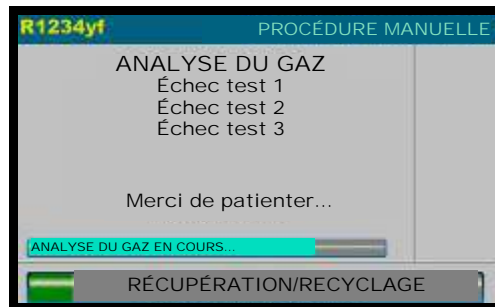 R1234yf PROCÉDURE MANUELLE
ANALYSE DU GAZ
Échec test 1
Échec test 2
Échec test 3
Merci de patienter...
ANALYSE DU GAZ EN COURS...
RÉCUPÉRATION/RECYCLAGE